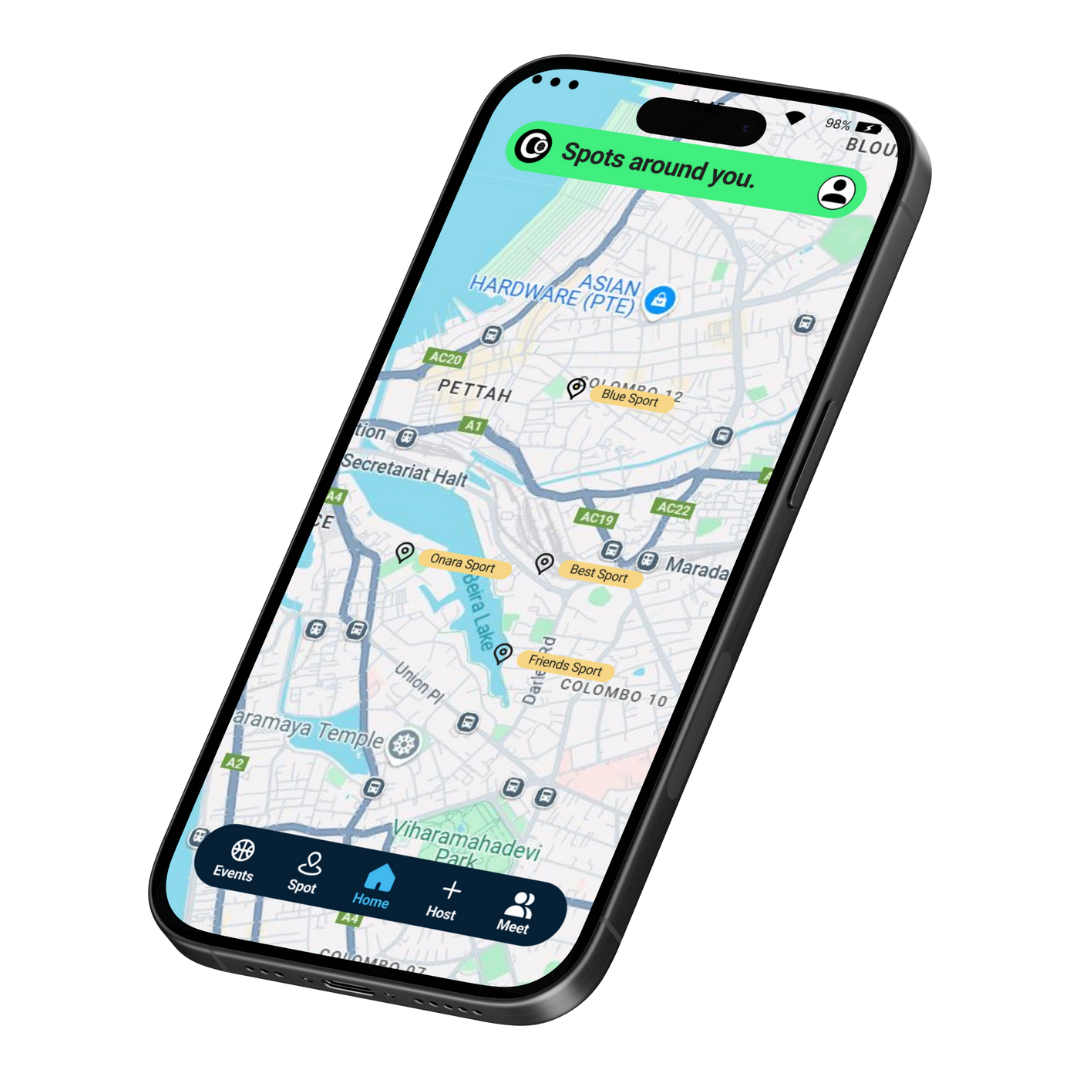 98%
BLOU
Spots around you.
ASIAN
HARDWARE (PTE)
AC20
PETTAH
COLOMBO 12
Blue Sport
A1
tion
Secretariat Halt
A4
CE
AC19
AC22
Marada
Onara Sport
Best Sport
Beira Lake
Friends Sport
Rd
COLOMBO 10
Union Pl
aramaya Temple
A2
Viharamahadevi
Park
Events
Spot
Home
Host
Meet
A4
COLOMBO 07